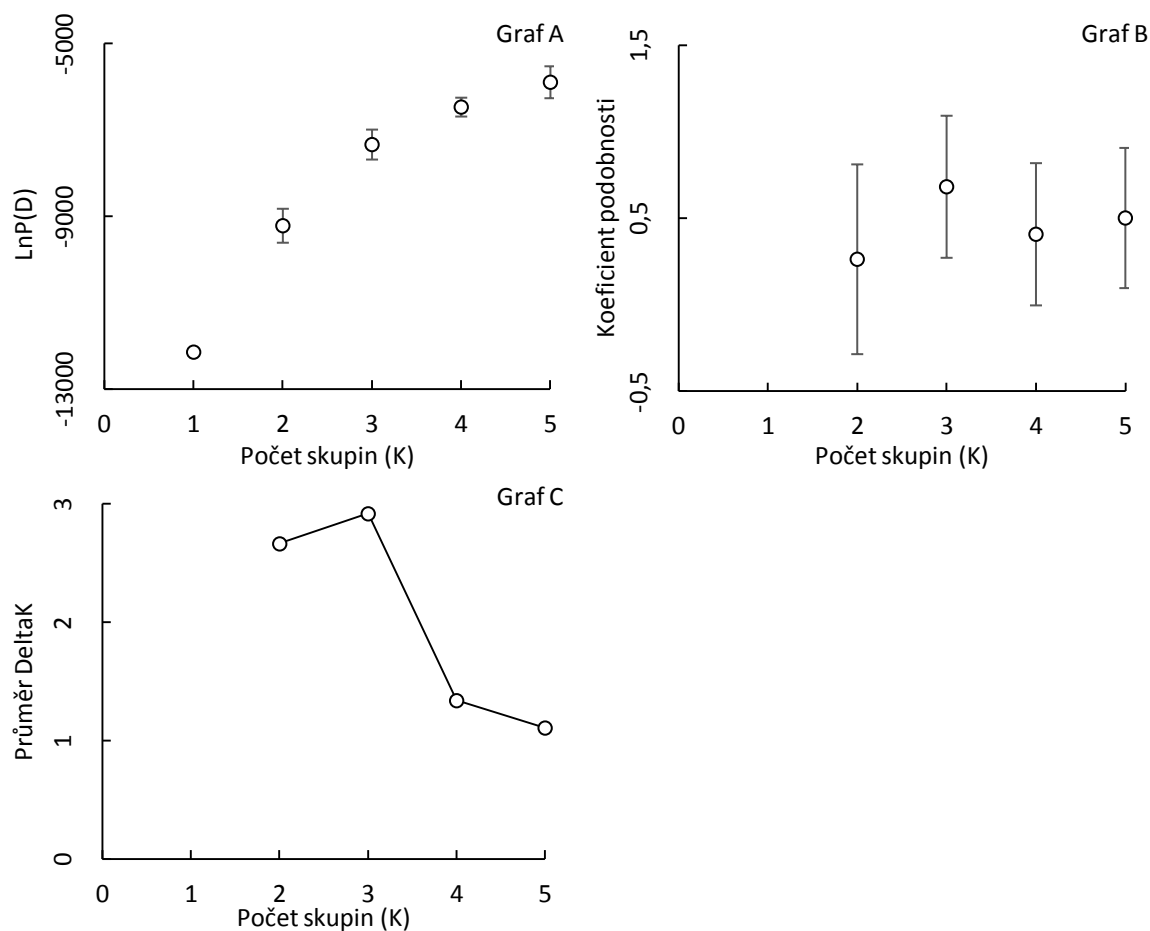 Graf A
LnP(D)
-5000
-9000
-13000
0 1 2 3 4 5
Počet skupin (K)
Graf B
Koeficient podobnosti
1,5
0,5
-0,5
0 1 2 3 4 5
Počet skupin (K)
Graf C
Průměr DeltaK
3
2
1
0
0 1 2 3 4 5
Počet skupin (K)